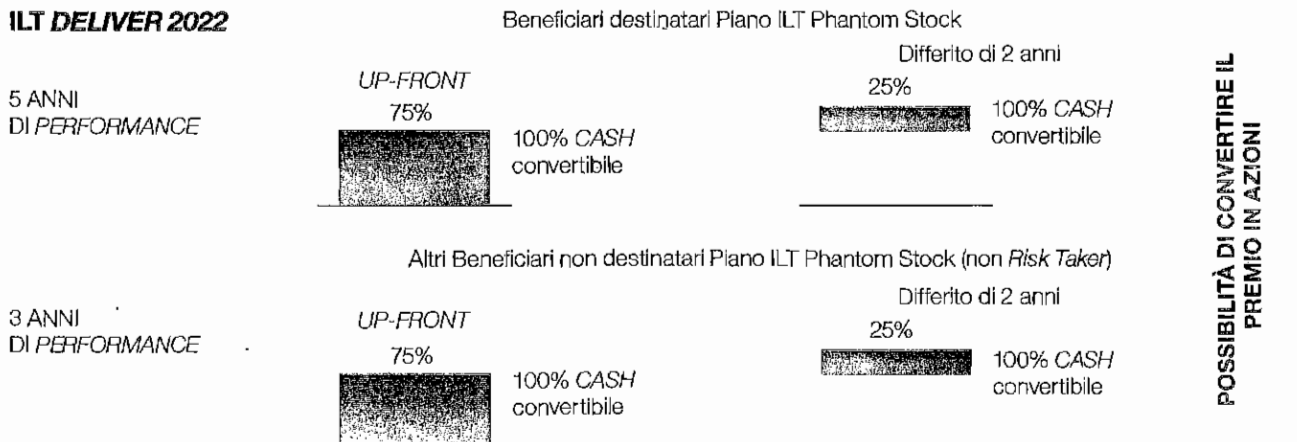 ILT DELIVER 2022
Beneficiari destinatari Piano ILT Phantom Stock
5 ANNI
DI PERFORMANCE
UP-FRONT
75%
100% CASH
convertibile
Differito di 2 anni
25%
100% CASH
convertibile
Altri Beneficiari non destinatari Piano ILT Phantom Stock (non Risk Taker)
3 ANNI
DI PERFORMANCE
UP-FRONT
75%
100% CASH
convertibile
Differito di 2 anni
25%
100% CASH
convertibile
POSSIBILITÀ DI CONVERTIRE IL
PREMIO IN AZIONI